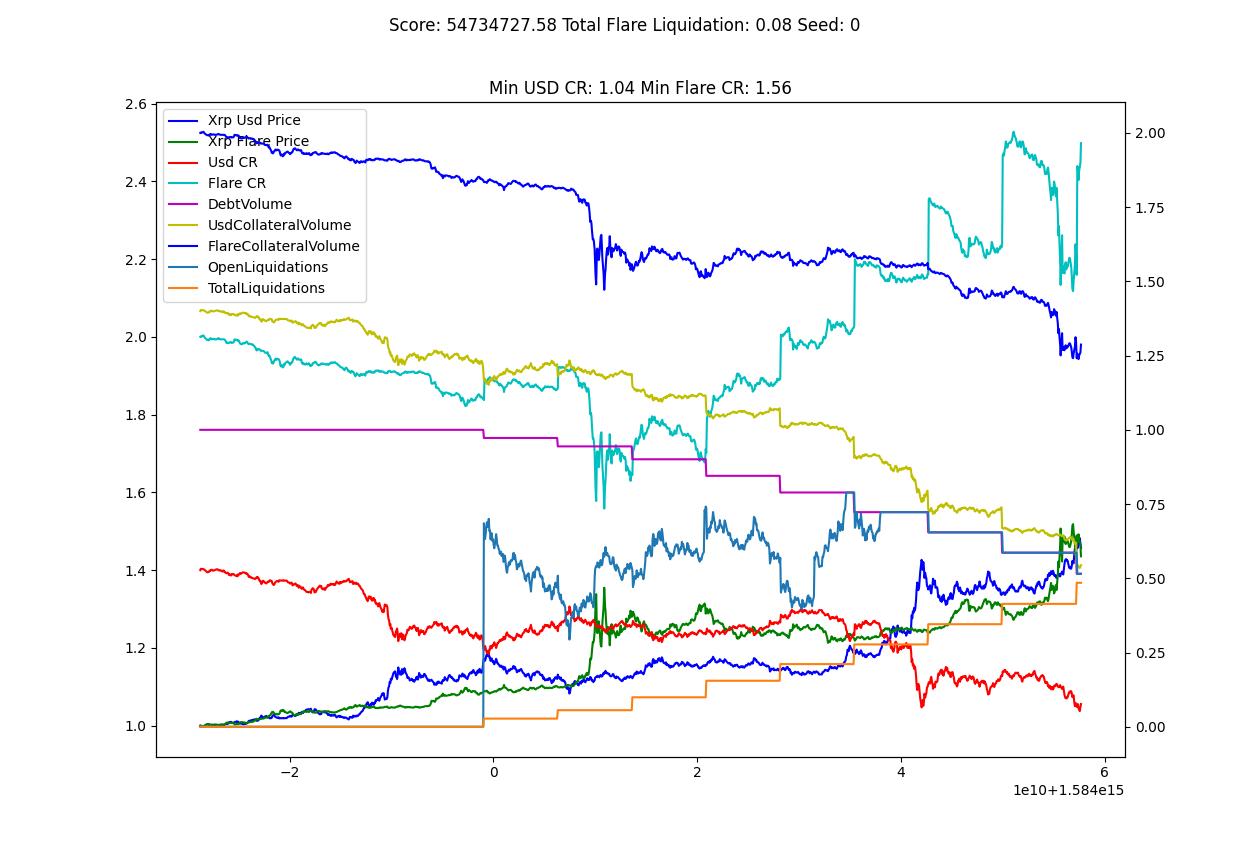 Score: 54734727.58 Total Flare Liquidation: 0.08 Seed: 0
Min USD CR: 1.04 Min Flare CR: 1.56
Xrp Usd Price
Xrp Flare Price
Usd CR
Flare CR
DebtVolume
UsdCollateralVolume
FlareCollateralVolume
OpenLiquidations
TotalLiquidations
2.6
2.4
2.2
2.0
1.8
1.6
1.4
1.2
1.0
2.00
1.75
1.50
1.25
1.00
0.75
0.50
0.25
0.00
−2
0
2
4
6
1e10+1.584e15